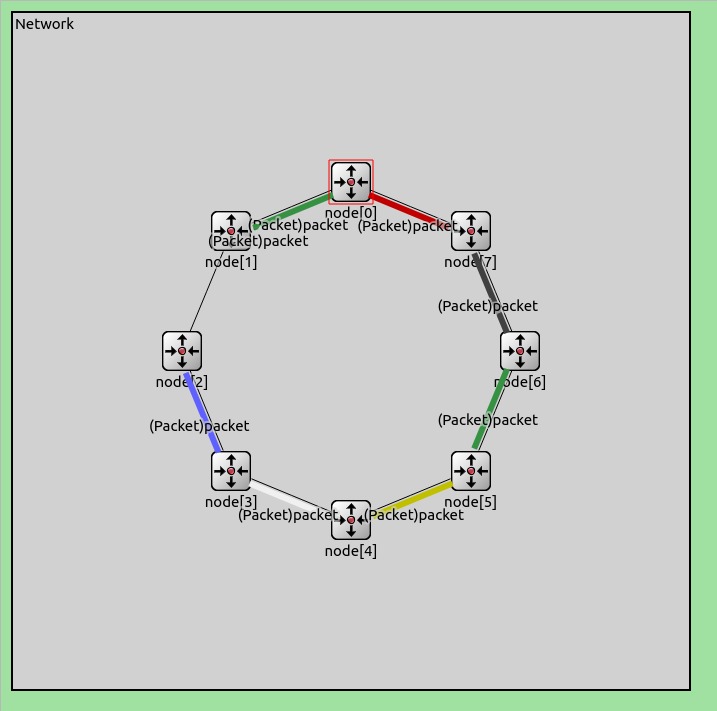 Network
node[0]
(Packet)packet
(Packet)packet
(Packet)packet
node[1]
node[7]
(Packet)packet
node[2]
node[6]
(Packet)packet
(Packet)packet
node[3]
node[5]
(Packet)packet
(Packet)packet
node[4]